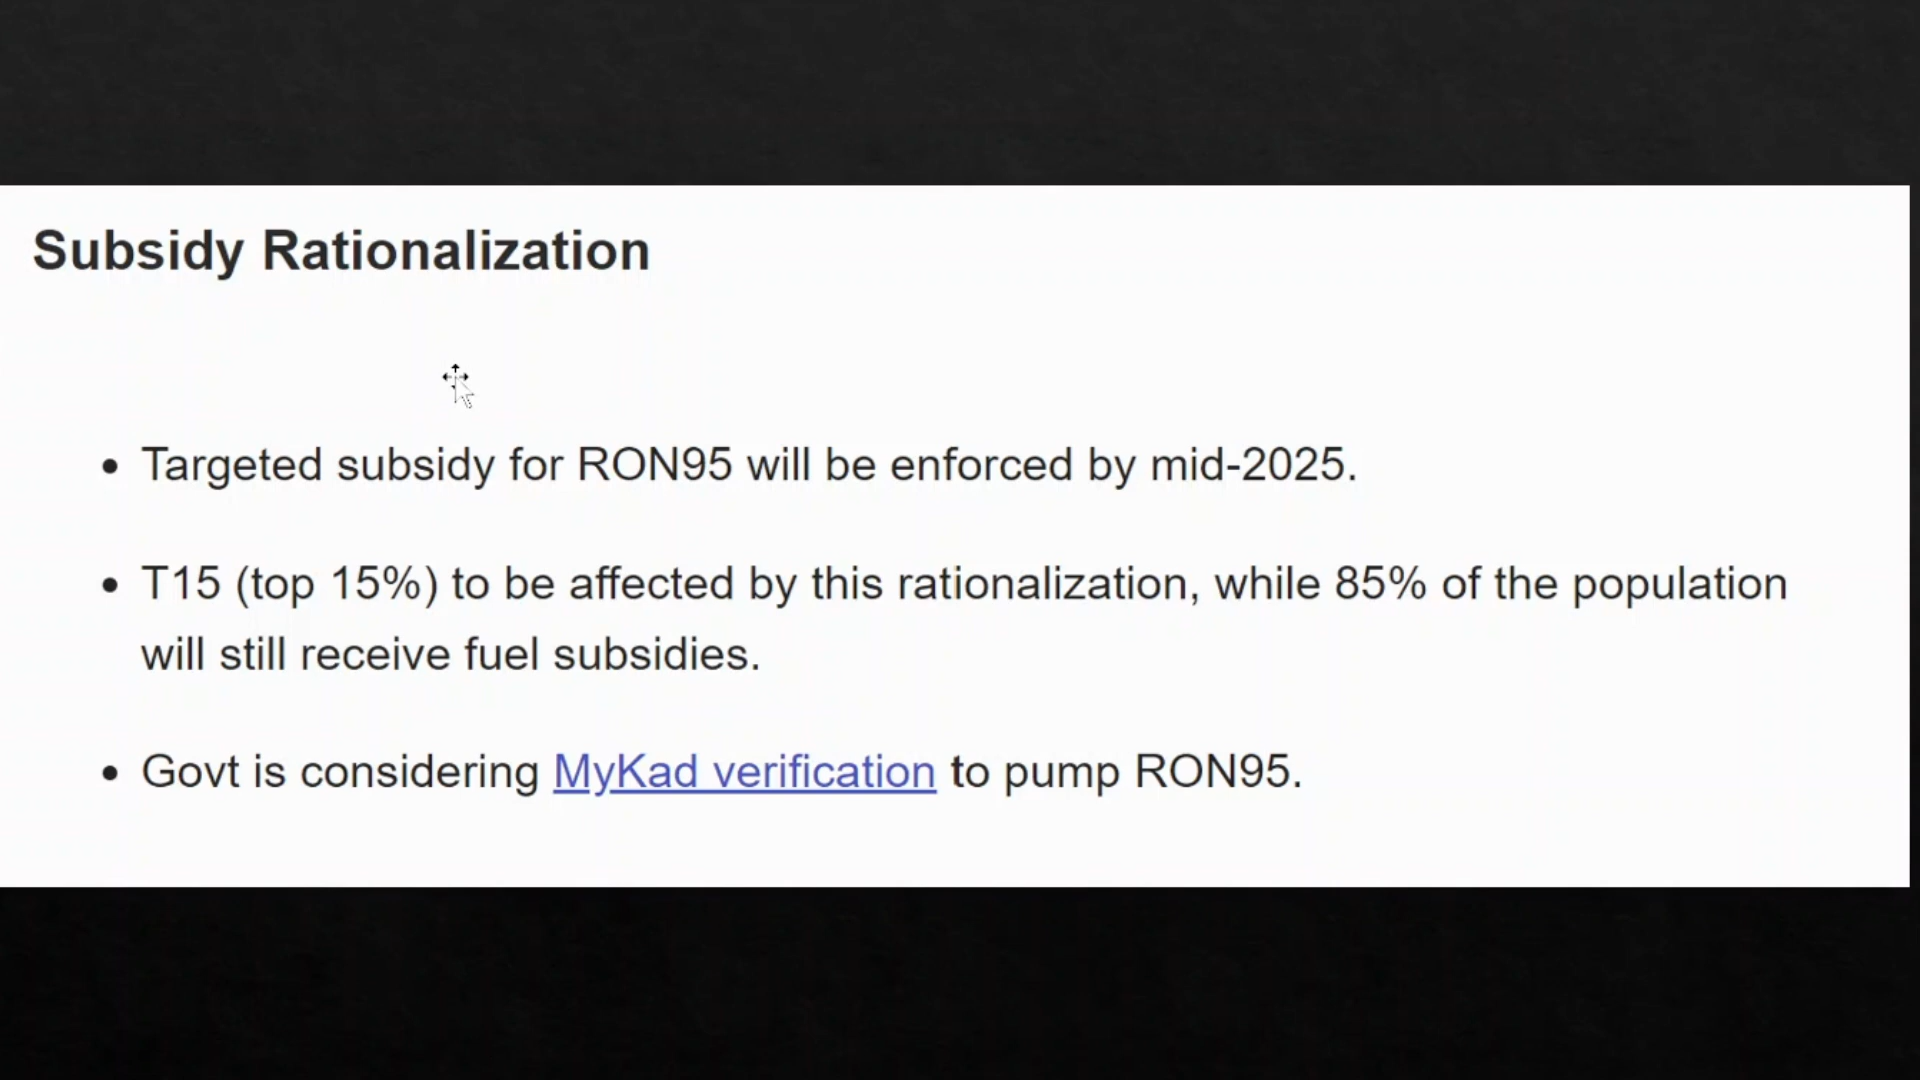 Subsidy Rationalization
• Targeted subsidy for RON95 will be enforced by mid-2025.
• T15 (top 15%) to be affected by this rationalization, while 85% of the population
will still receive fuel subsidies.
• Govt is considering MyKad verification to pump RON95.